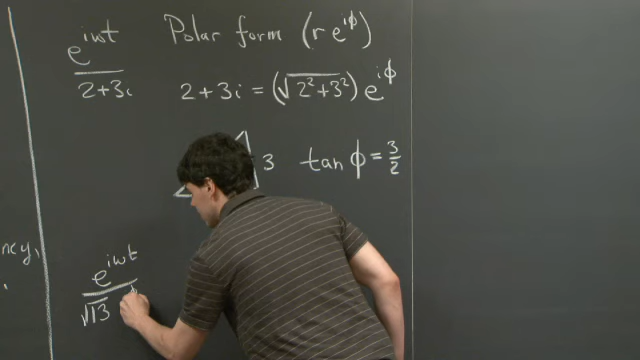 e^{iwt} / 2+3i
Polar form (r e^{iϕ})
2+3i = (√2²+3²) e^{iϕ}
3
tan ϕ = 3/2
ncy,
e^{iwt} / √13